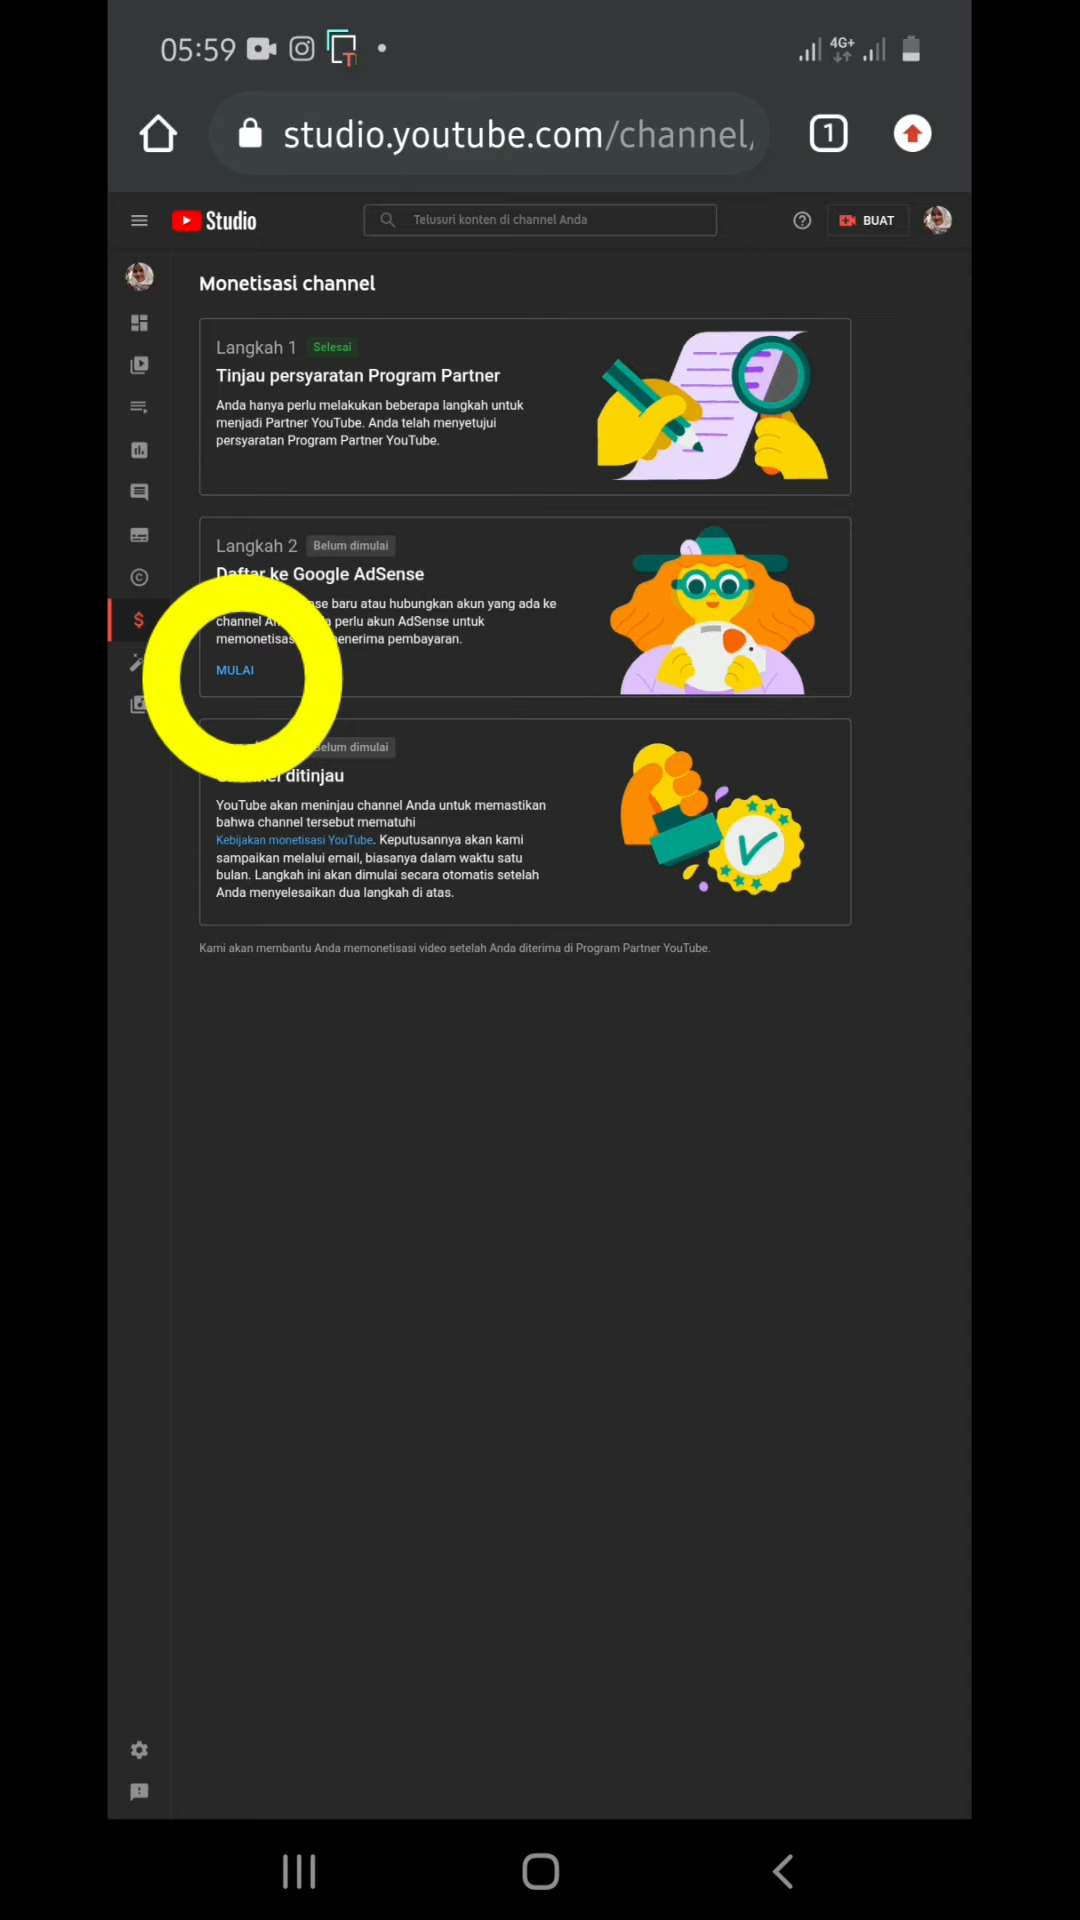 05:59
4G+
studio.youtube.com/channel,
1
Studio
Telusuri konten di channel Anda
BUAT
Monetisasi channel
Langkah 1 Selesai
Tinjau persyaratan Program Partner
Anda hanya perlu melakukan beberapa langkah untuk
menjadi Partner YouTube. Anda telah menyetujui
persyaratan Program Partner YouTube.
Langkah 2 Belum dimulai
Daftar ke Google AdSense
baru atau hubungkan akun yang ada ke
channel perlu akun AdSense untuk
pembayaran.
MULAI
Belum dimulai
ditinjau
YouTube akan meninjau channel Anda untuk memastikan
bahwa channel tersebut mematuhi
Kebijakan monetisasi YouTube. Keputusannya akan kami
sampaikan melalui email, biasanya dalam waktu satu
bulan. Langkah ini akan dimulai secara otomatis setelah
Anda menyelesaikan dua langkah di atas.
Kami akan membantu Anda memonetisasi video setelah Anda diterima di Program Partner YouTube.